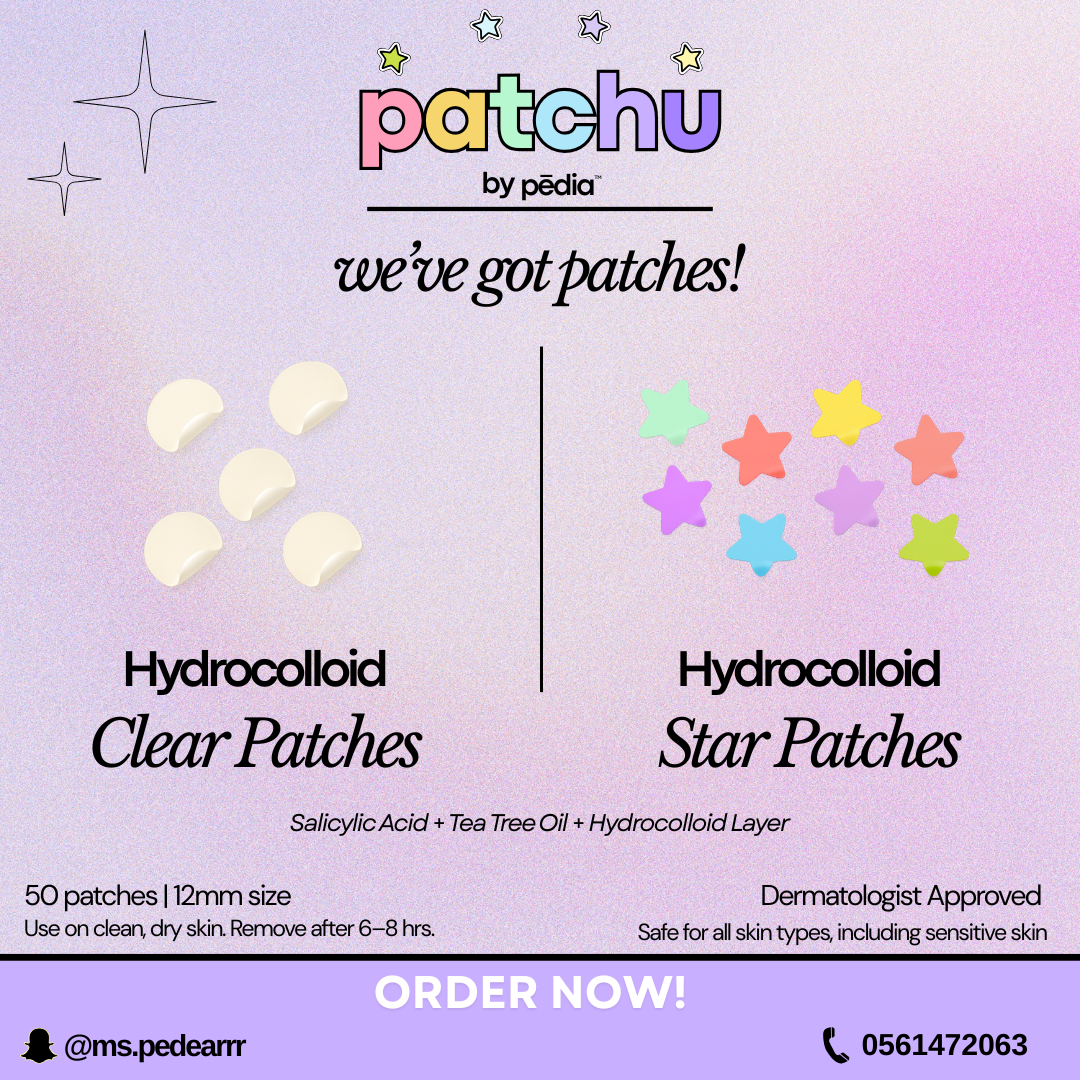 patchu
by pēdia™
we've got patches!
Hydrocolloid
Clear Patches
Hydrocolloid
Star Patches
Salicylic Acid + Tea Tree Oil + Hydrocolloid Layer
50 patches | 12mm size
Use on clean, dry skin. Remove after 6–8 hrs.
Dermatologist Approved
Safe for all skin types, including sensitive skin
ORDER NOW!
@ms.pedearrr
0561472063